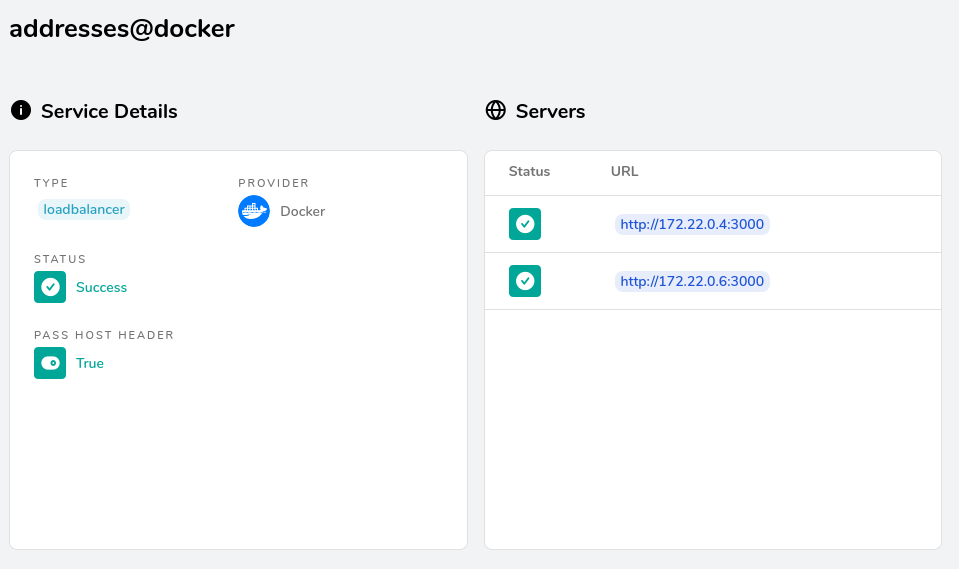 addresses@docker
Service Details
TYPE
loadbalancer
PROVIDER
Docker
STATUS
Success
PASS HOST HEADER
True
Servers
Status URL
http://172.22.0.4:3000
http://172.22.0.6:3000